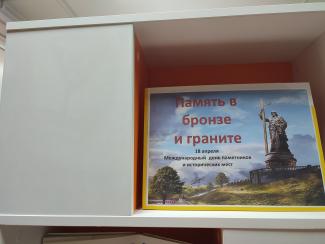 Память в
бронзе
и граните
18 апреля
Международный день памятников
и исторических мест